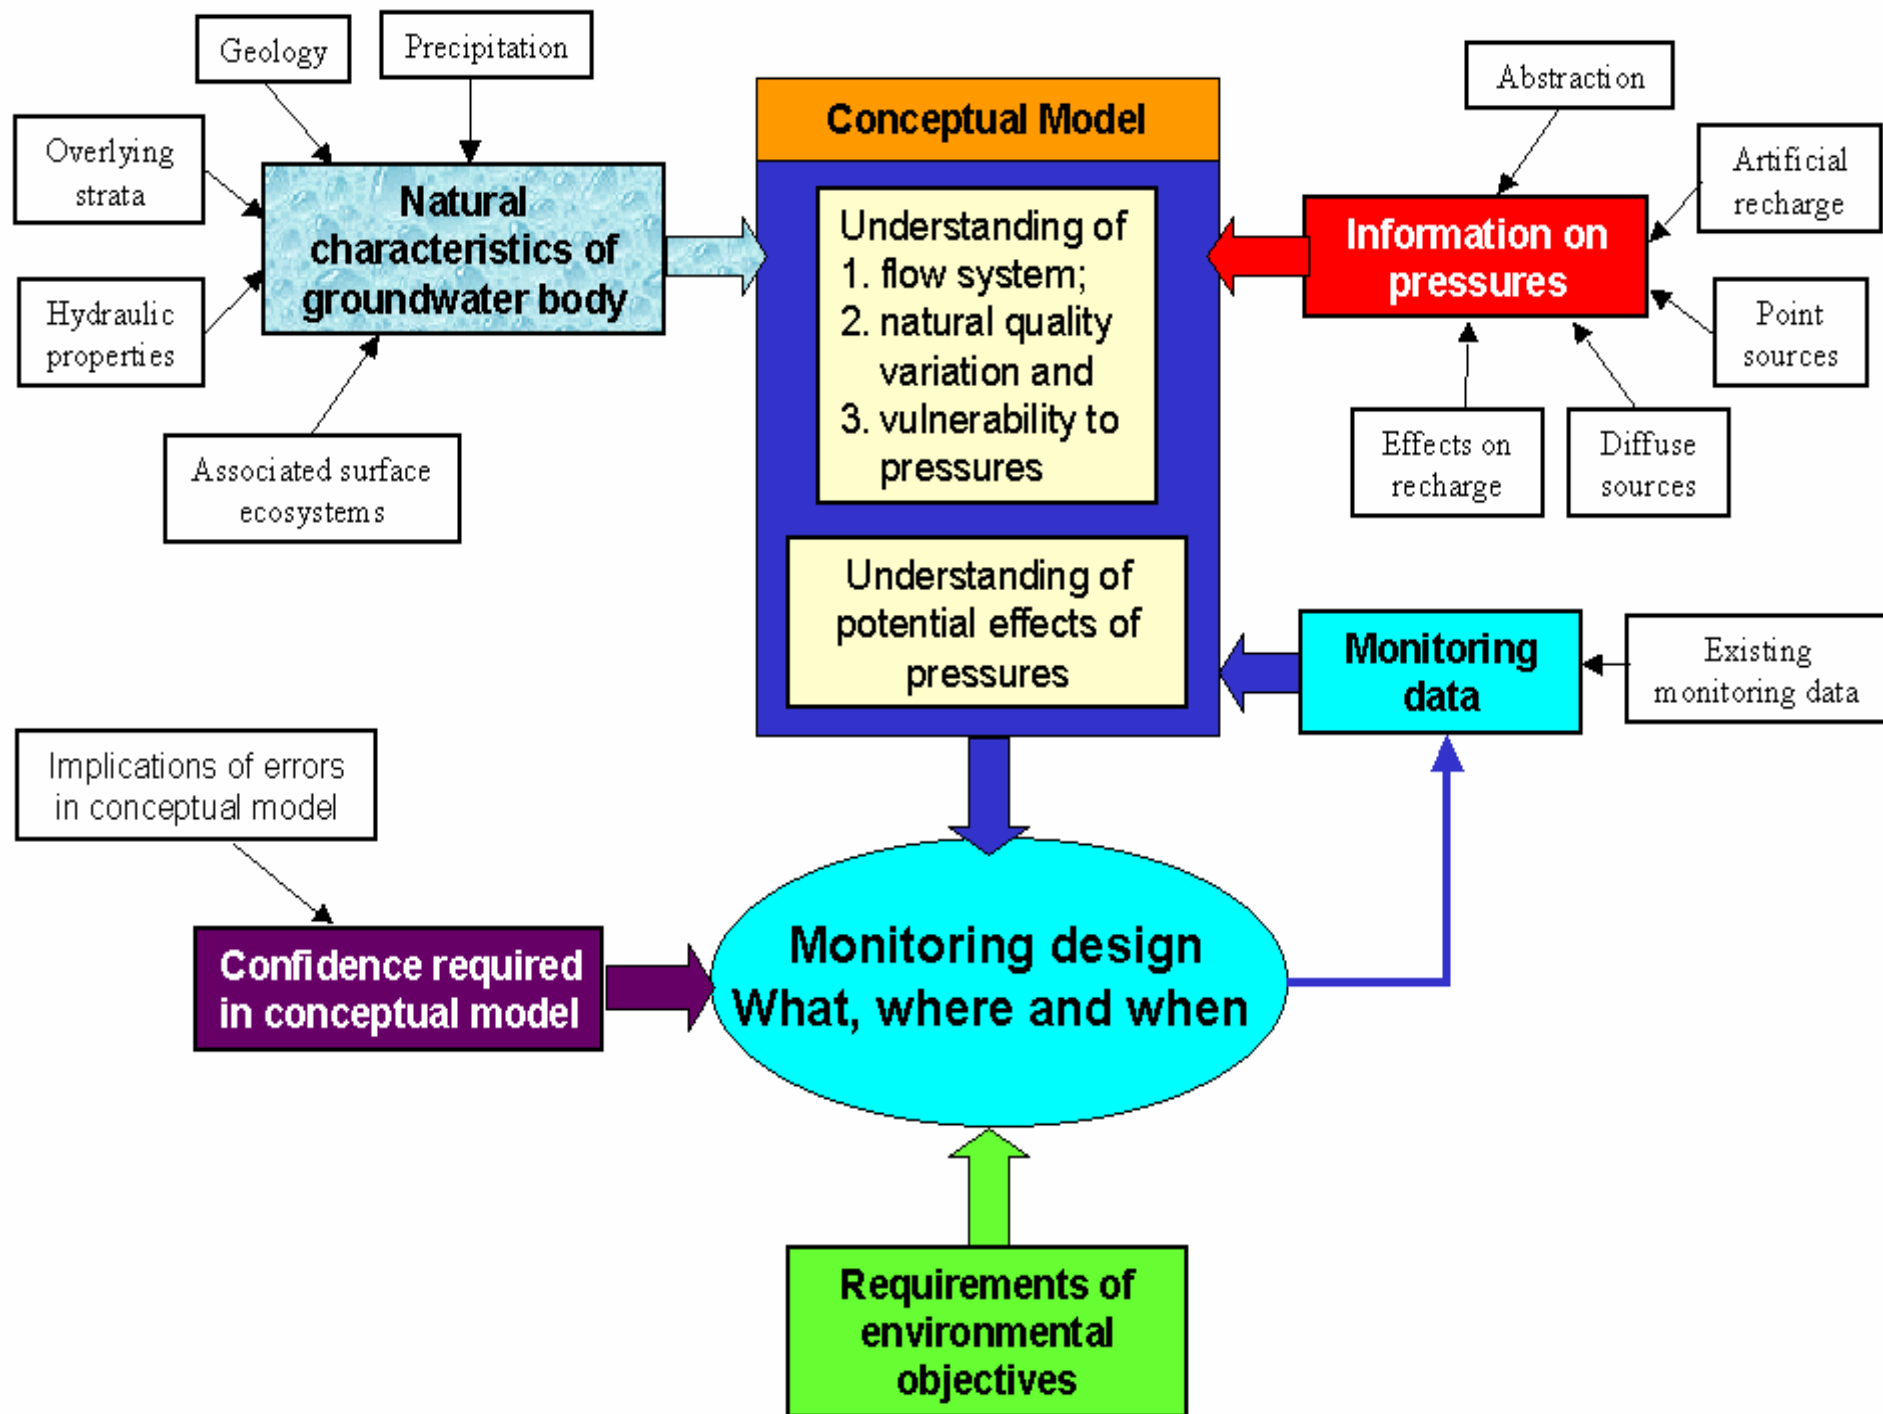 Geology
Precipitation
Overlying
strata
Hydraulic
properties
Associated surface
ecosystems
Natural
characteristics of
groundwater body
Conceptual Model
Understanding of
1. flow system;
2. natural quality
variation and
3. vulnerability to
pressures
Understanding of
potential effects of
pressures
Abstraction
Artificial
recharge
Information on
pressures
Point
sources
Effects on
recharge
Diffuse
sources
Monitoring
data
Existing
monitoring data
Implications of errors
in conceptual model
Confidence required
in conceptual model
Monitoring design
What, where and when
Requirements of
environmental
objectives